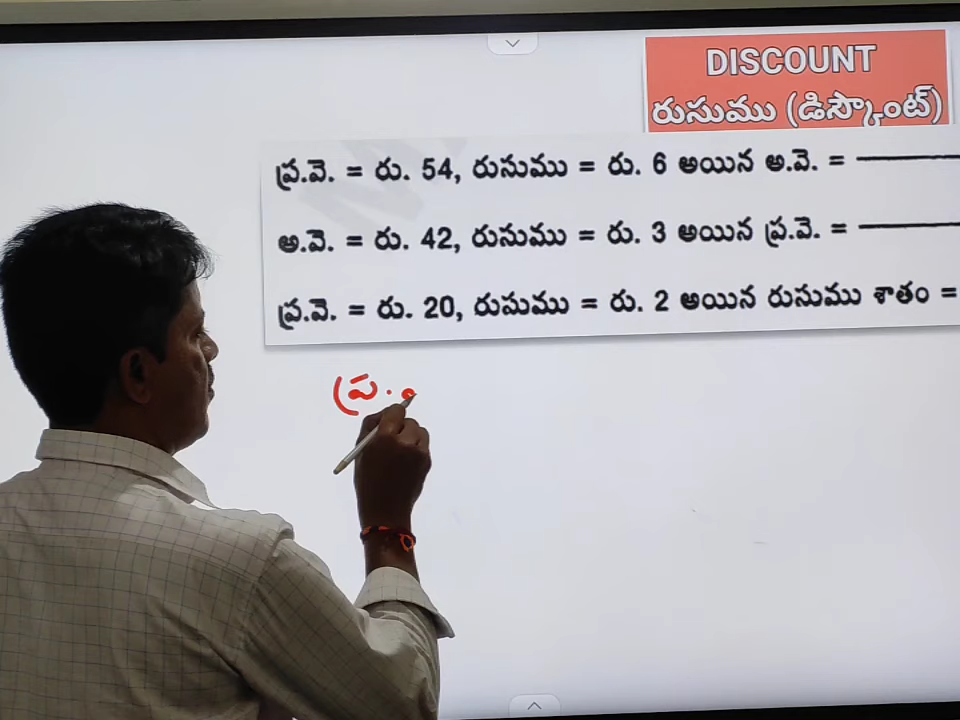 DISCOUNT
రుసుము (డిస్కౌంట్)
ప్ర.వె. = రు. 54, రుసుము = రు. 6 అయిన అ.వె. =
అ.వె. = రు. 42, రుసుము = రు. 3 అయిన ప్ర.వె. =
ప్ర.వె. = రు. 20, రుసుము = రు. 2 అయిన రుసుము శాతం =
ప్ర.